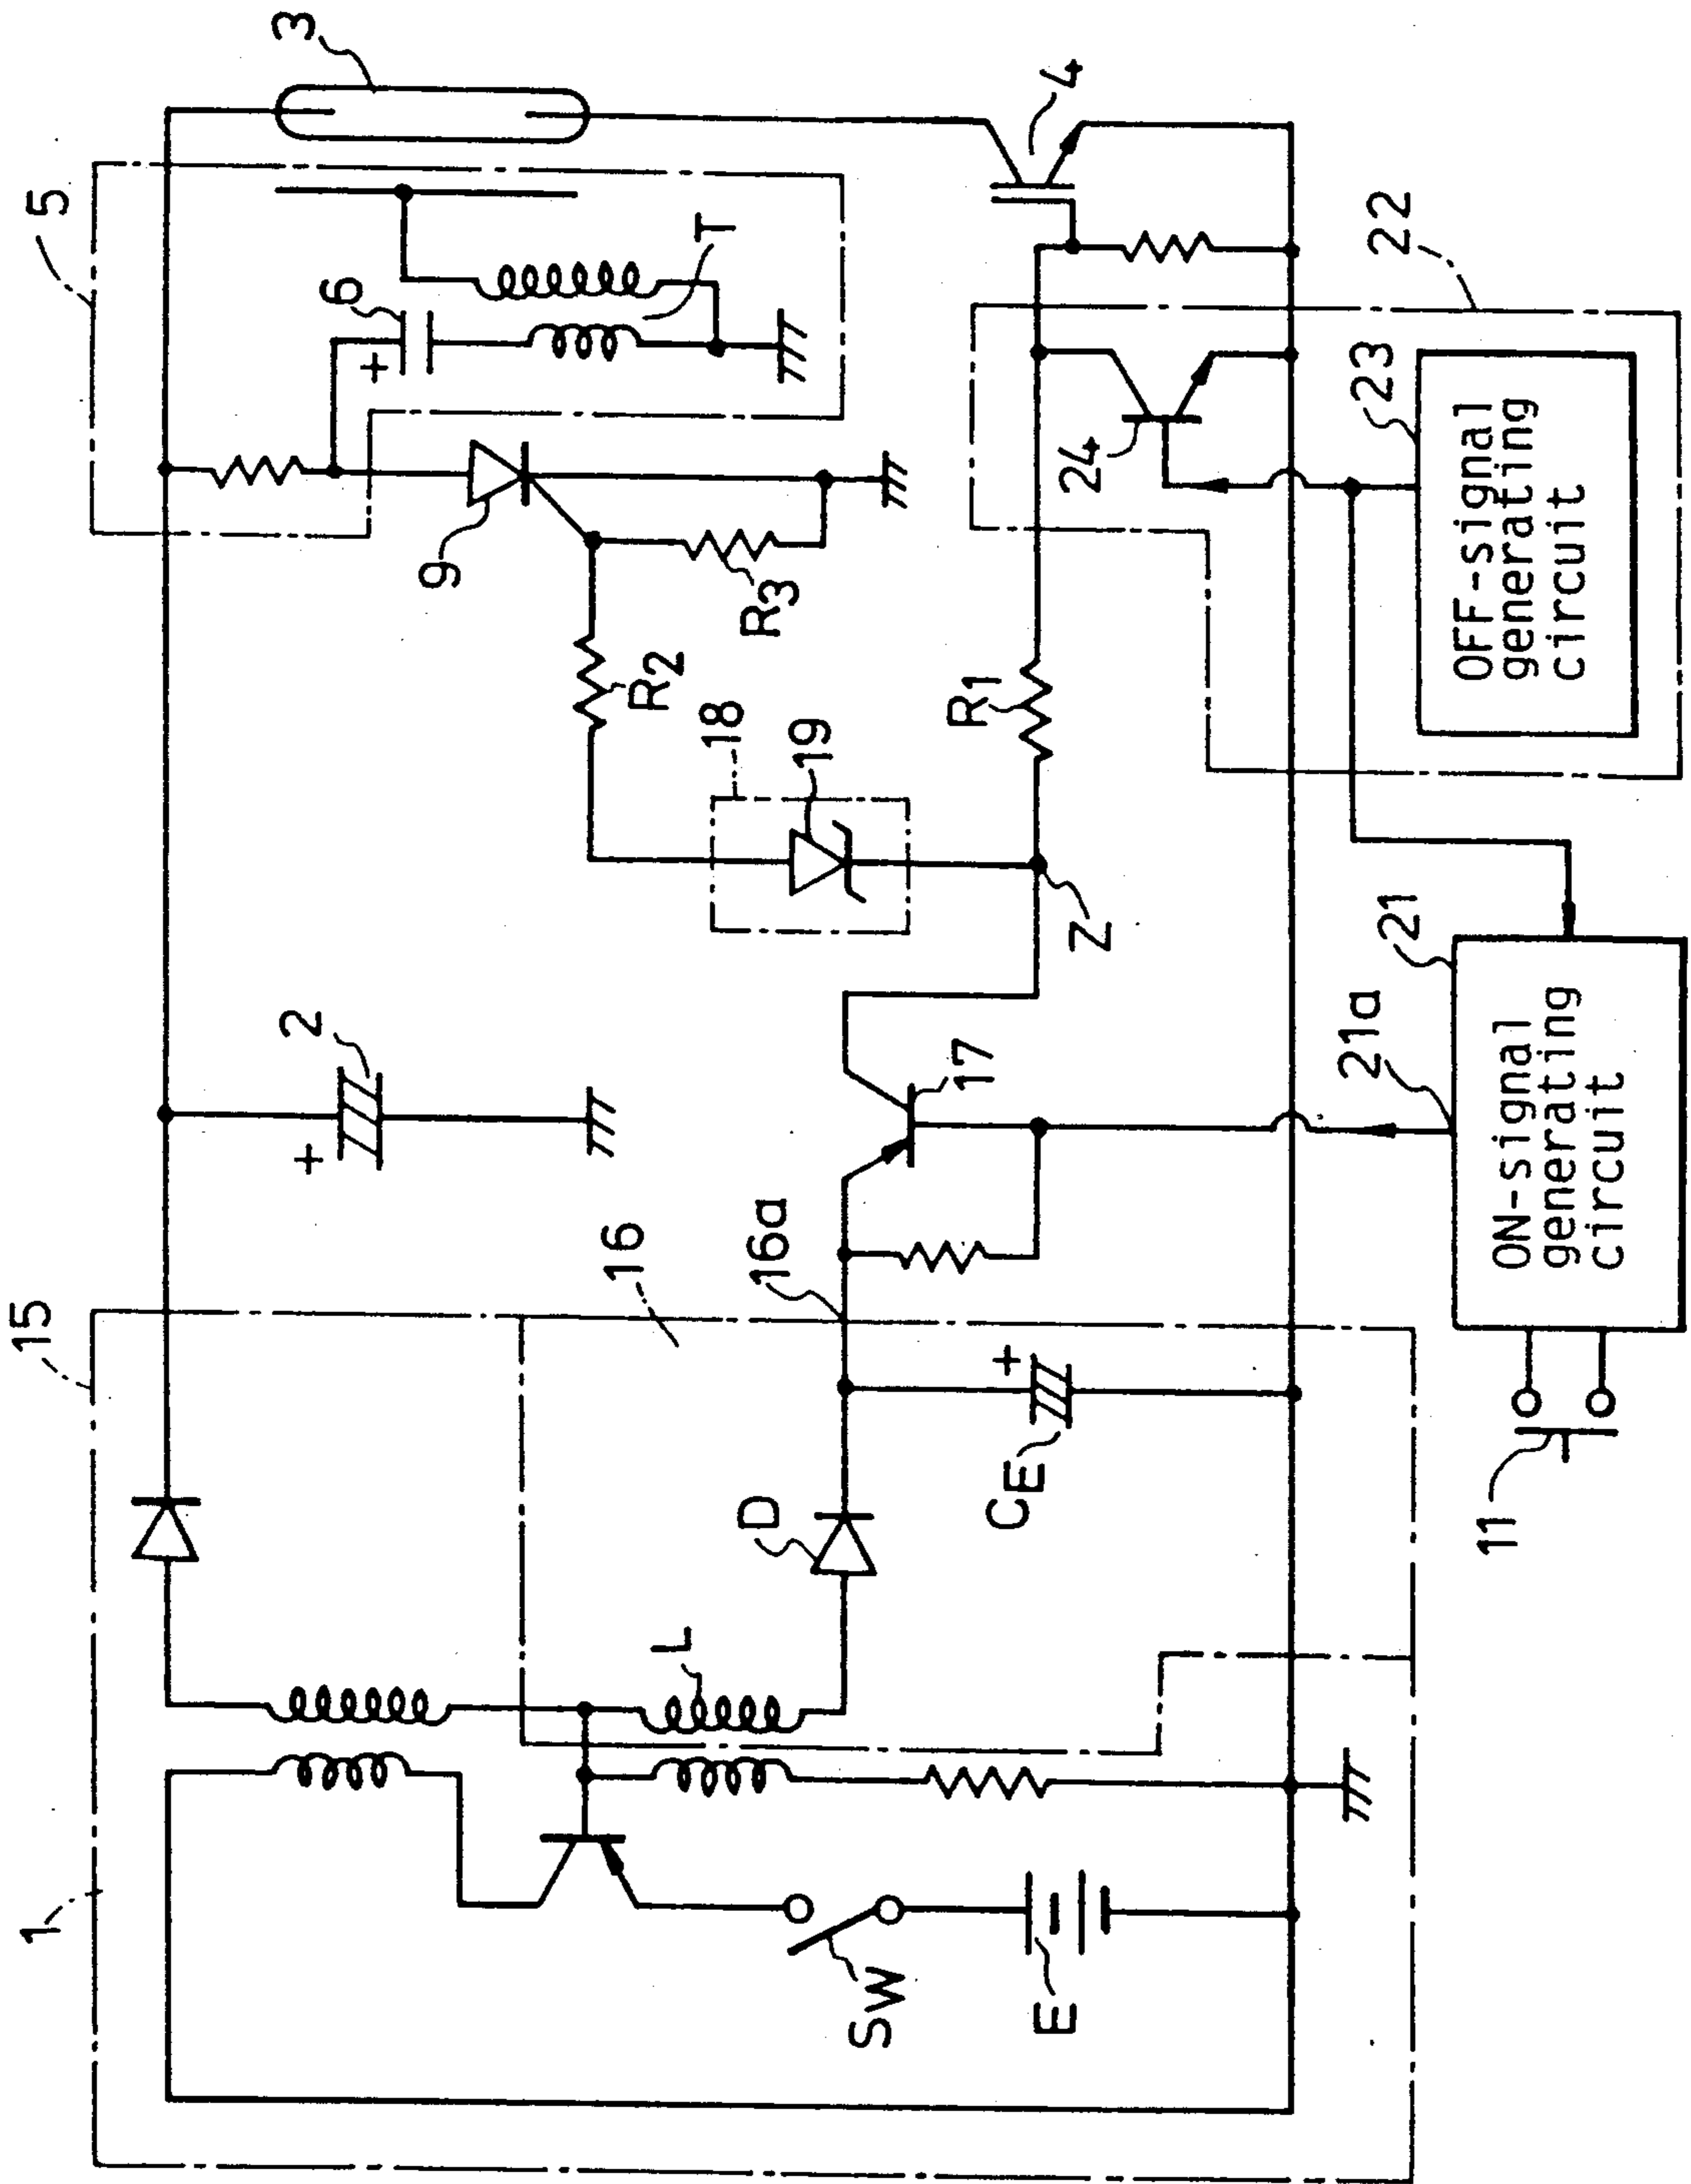 15
1
16
L
D
16a
CE
+
SW
E
2
+
17
5
3
6
+
T
9
R2
R3
18
19
Z
R1
4
24
22
23
OFF-signal
generating
circuit
21
21a
ON-signal
generating
circuit
11